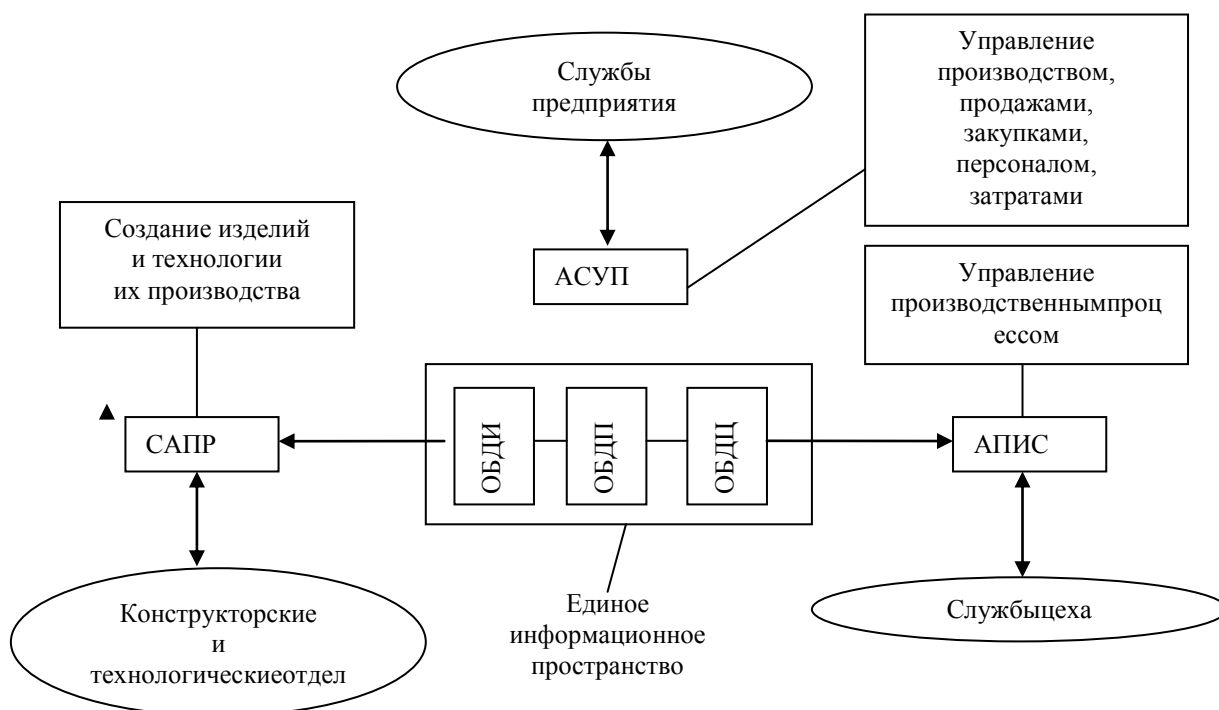 Службы
предприятия
Управление
производством,
продажами,
закупками,
персоналом,
затратами
Создание изделий
и технологии
их производства
АСУП
Управление
производственнымпроц
ессом
САПР
ОБДИ
ОБДП
ОБДЦ
АПИС
Конструкторские
и
технологическиеотдел
Единое
информационное
пространство
Службыцеха